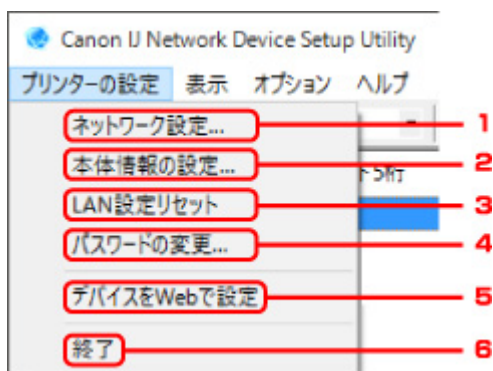 Canon IJ Network Device Setup Utility
プリンターの設定 表示 オプション ヘルプ
ネットワーク設定... 1
本体情報の設定... 2
ト5桁
LAN設定リセット 3
パスワードの変更... 4
デバイスをWebで設定 5
終了 6